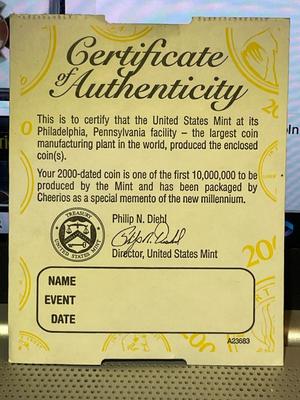 Certificate
of Authenticity
This is to certify that the United States Mint at its
Philadelphia, Pennsylvania facility – the largest coin
manufacturing plant in the world, produced the enclosed
coin(s).
Your 2000-dated coin is one of the first 10,000,000 to be
produced by the Mint and has been packaged by
Cheerios as a special memento of the new millennium.
Philip N. Diehl
Philip N. Diehl
Director, United States Mint
TREASURY
UNITED STATES MINT
NAME
EVENT
DATE
A23683